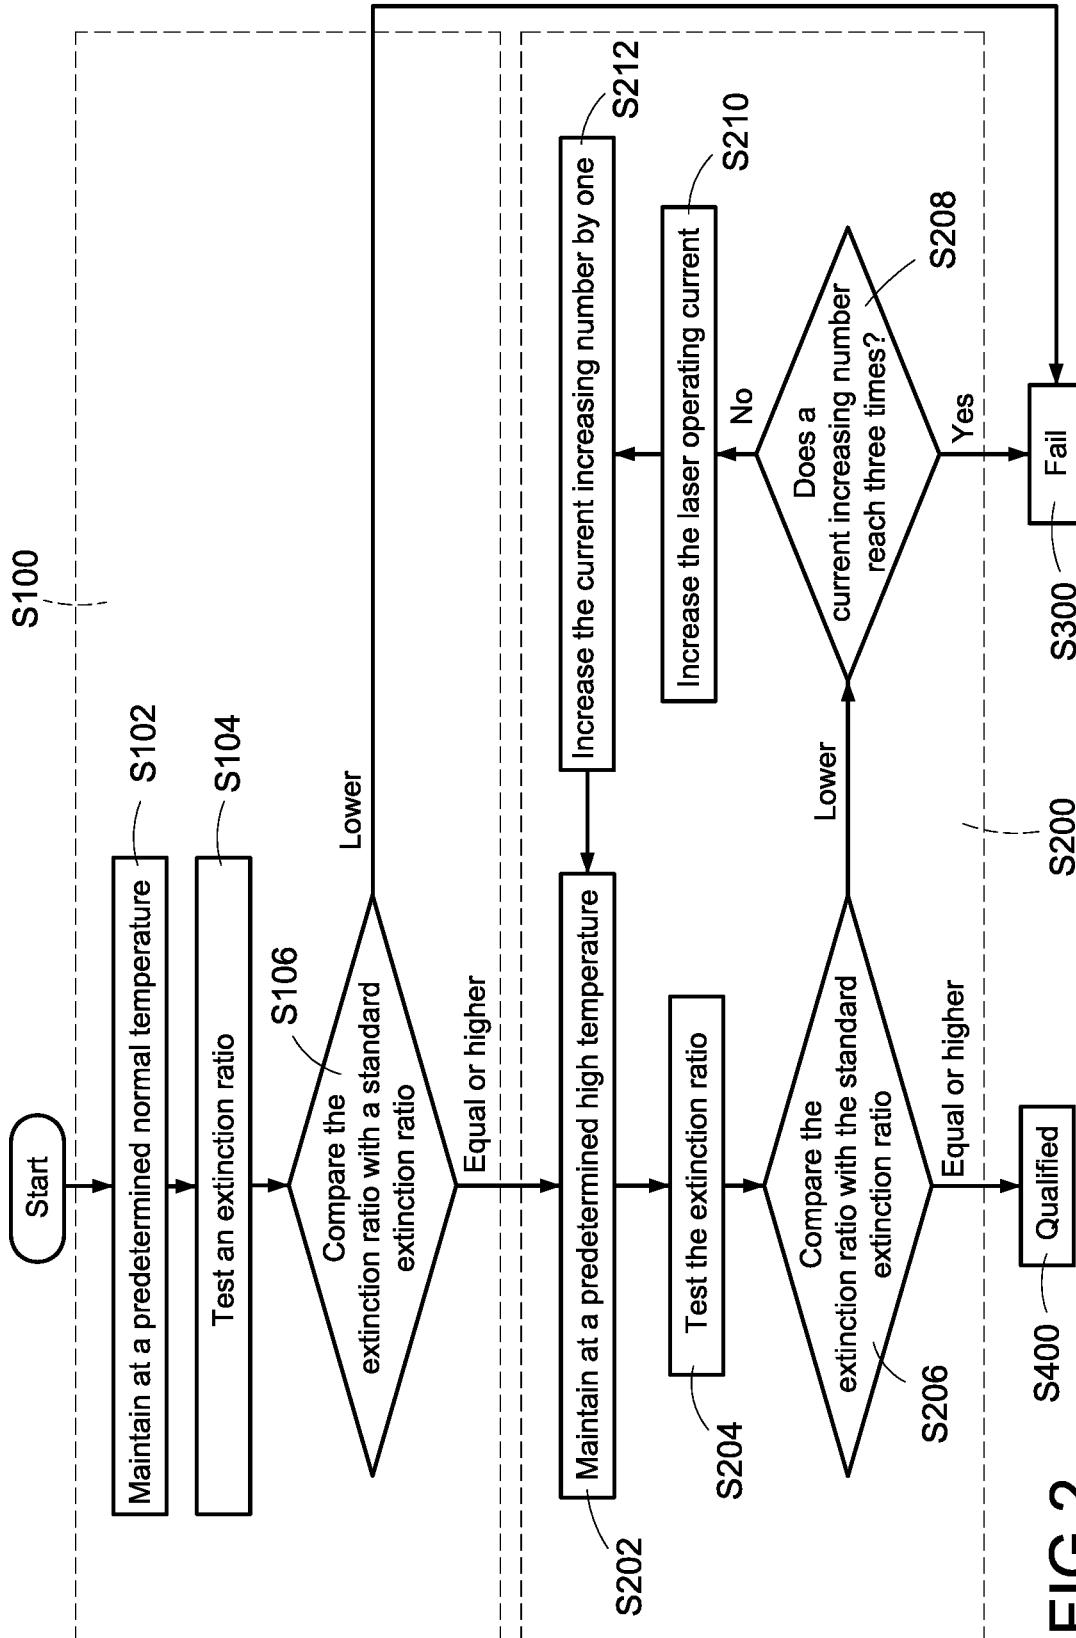 S100
Start
Maintain at a predetermined normal temperature
S102
Test an extinction ratio
S104
Compare the
extinction ratio with a standard
extinction ratio
S106
Lower
Equal or higher
S202
Maintain at a predetermined high temperature
Increase the current increasing number by one
S212
S204
Test the extinction ratio
Increase the laser operating current
S210
Compare the
extinction ratio with the standard
extinction ratio
S206
Lower
No
Does a
current increasing number
reach three times?
S208
Equal or higher
Yes
S200
S400
Qualified
S300
Fail
FIG.2